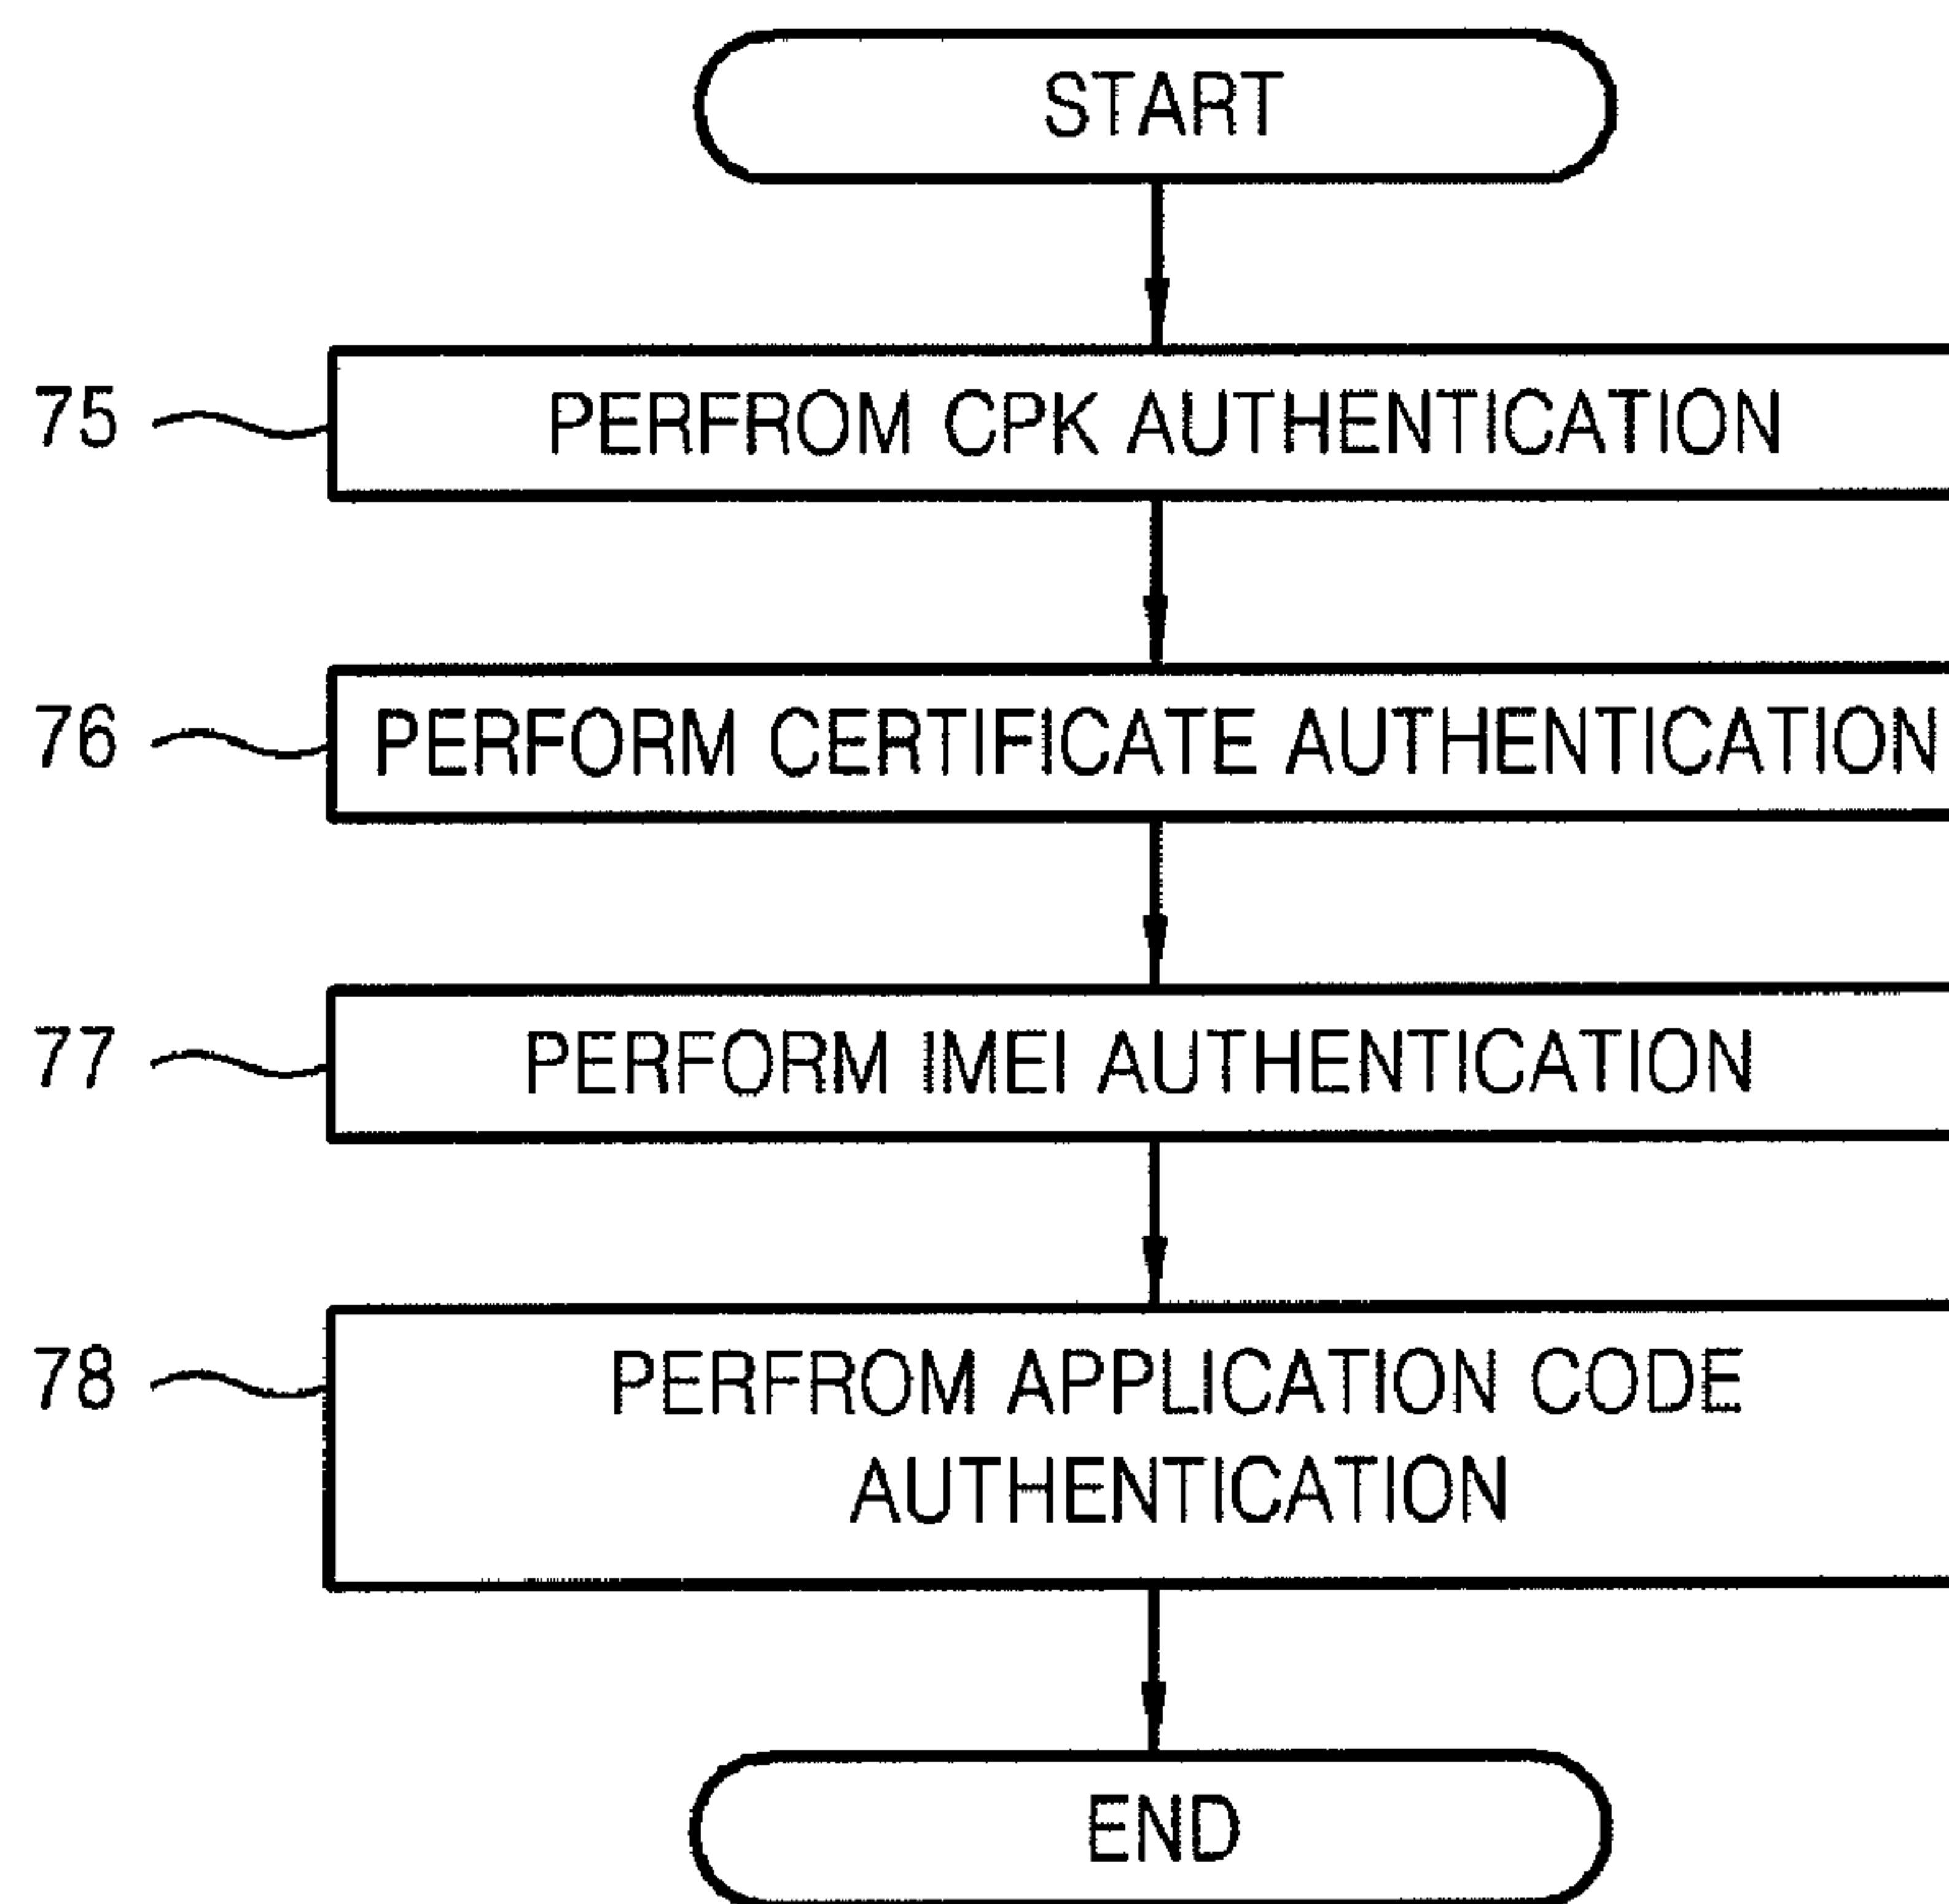 START
75 PERFROM CPK AUTHENTICATION
76 PERFORM CERTIFICATE AUTHENTICATION
77 PERFORM IMEI AUTHENTICATION
78 PERFROM APPLICATION CODE
AUTHENTICATION
END